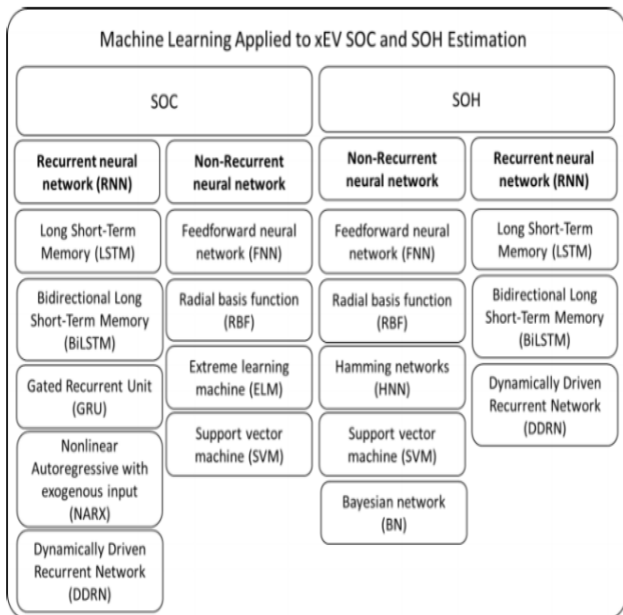 Machine Learning Applied to xEV SOC and SOH Estimation
SOC
SOH
Recurrent neural
network (RNN)
Non-Recurrent
neural network
Non-Recurrent
neural network
Recurrent neural
network (RNN)
Long Short-Term
Memory (LSTM)
Bidirectional Long
Short-Term Memory
(BiLSTM)
Gated Recurrent Unit
(GRU)
Nonlinear
Autoregressive with
exogenous input
(NARX)
Dynamically Driven
Recurrent Network
(DDRN)
Feedforward neural
network (FNN)
Radial basis function
(RBF)
Extreme learning
machine (ELM)
Support vector
machine (SVM)
Feedforward neural
network (FNN)
Radial basis function
(RBF)
Hamming networks
(HNN)
Support vector
machine (SVM)
Bayesian network
(BN)
Long Short-Term
Memory (LSTM)
Bidirectional Long
Short-Term Memory
(BiLSTM)
Dynamically Driven
Recurrent Network
(DDRN)